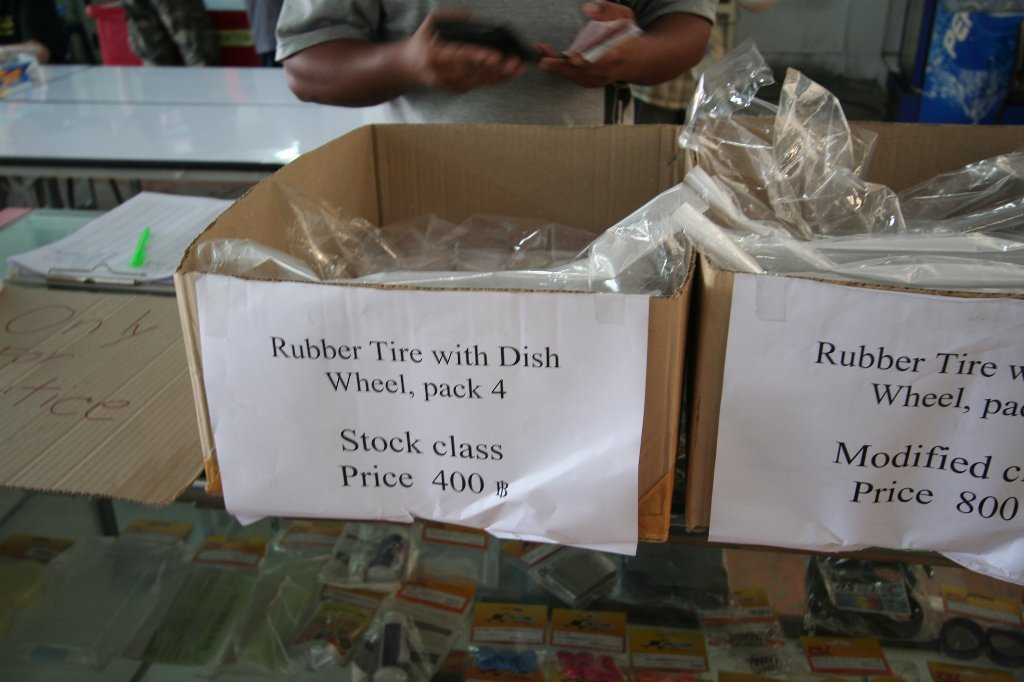 Only
for
Rubber Tire with Dish
Wheel, pack 4
Stock class
Price 400 ฿
Rubber Tire w
Wheel, pac
Modified c
Price 800